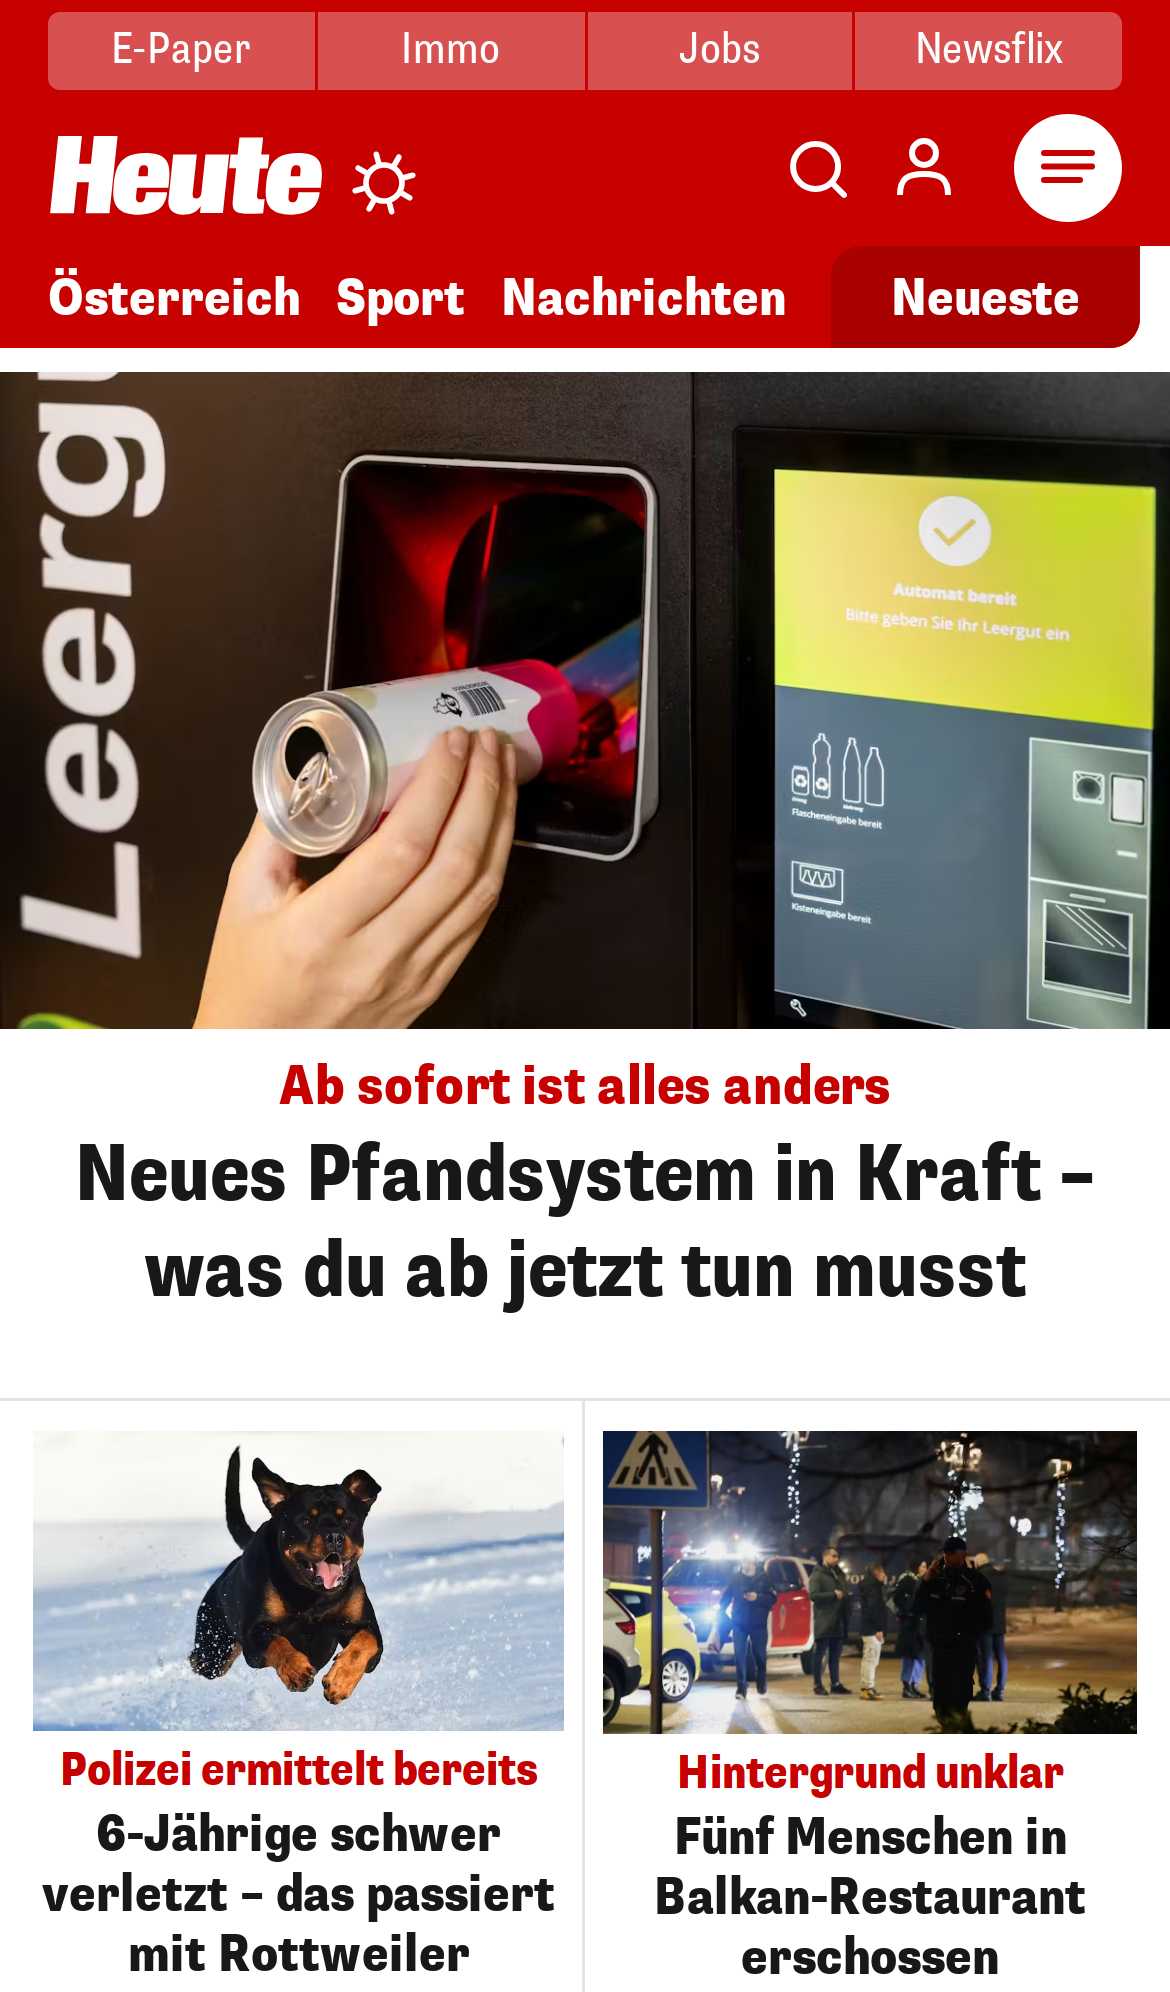 E-Paper
Immo
Jobs
Newsflix
Heute
Österreich
Sport
Nachrichten
Neueste
Leergu
Automat bereit
Bitte geben Sie Ihr Leergut ein
Flascheneingabe bereit
Kisteneingabe bereit
Ab sofort ist alles anders
Neues Pfandsystem in Kraft –
was du ab jetzt tun musst
Polizei ermittelt bereits
6-Jährige schwer
verletzt – das passiert
mit Rottweiler
Hintergrund unklar
Fünf Menschen in
Balkan-Restaurant
erschossen